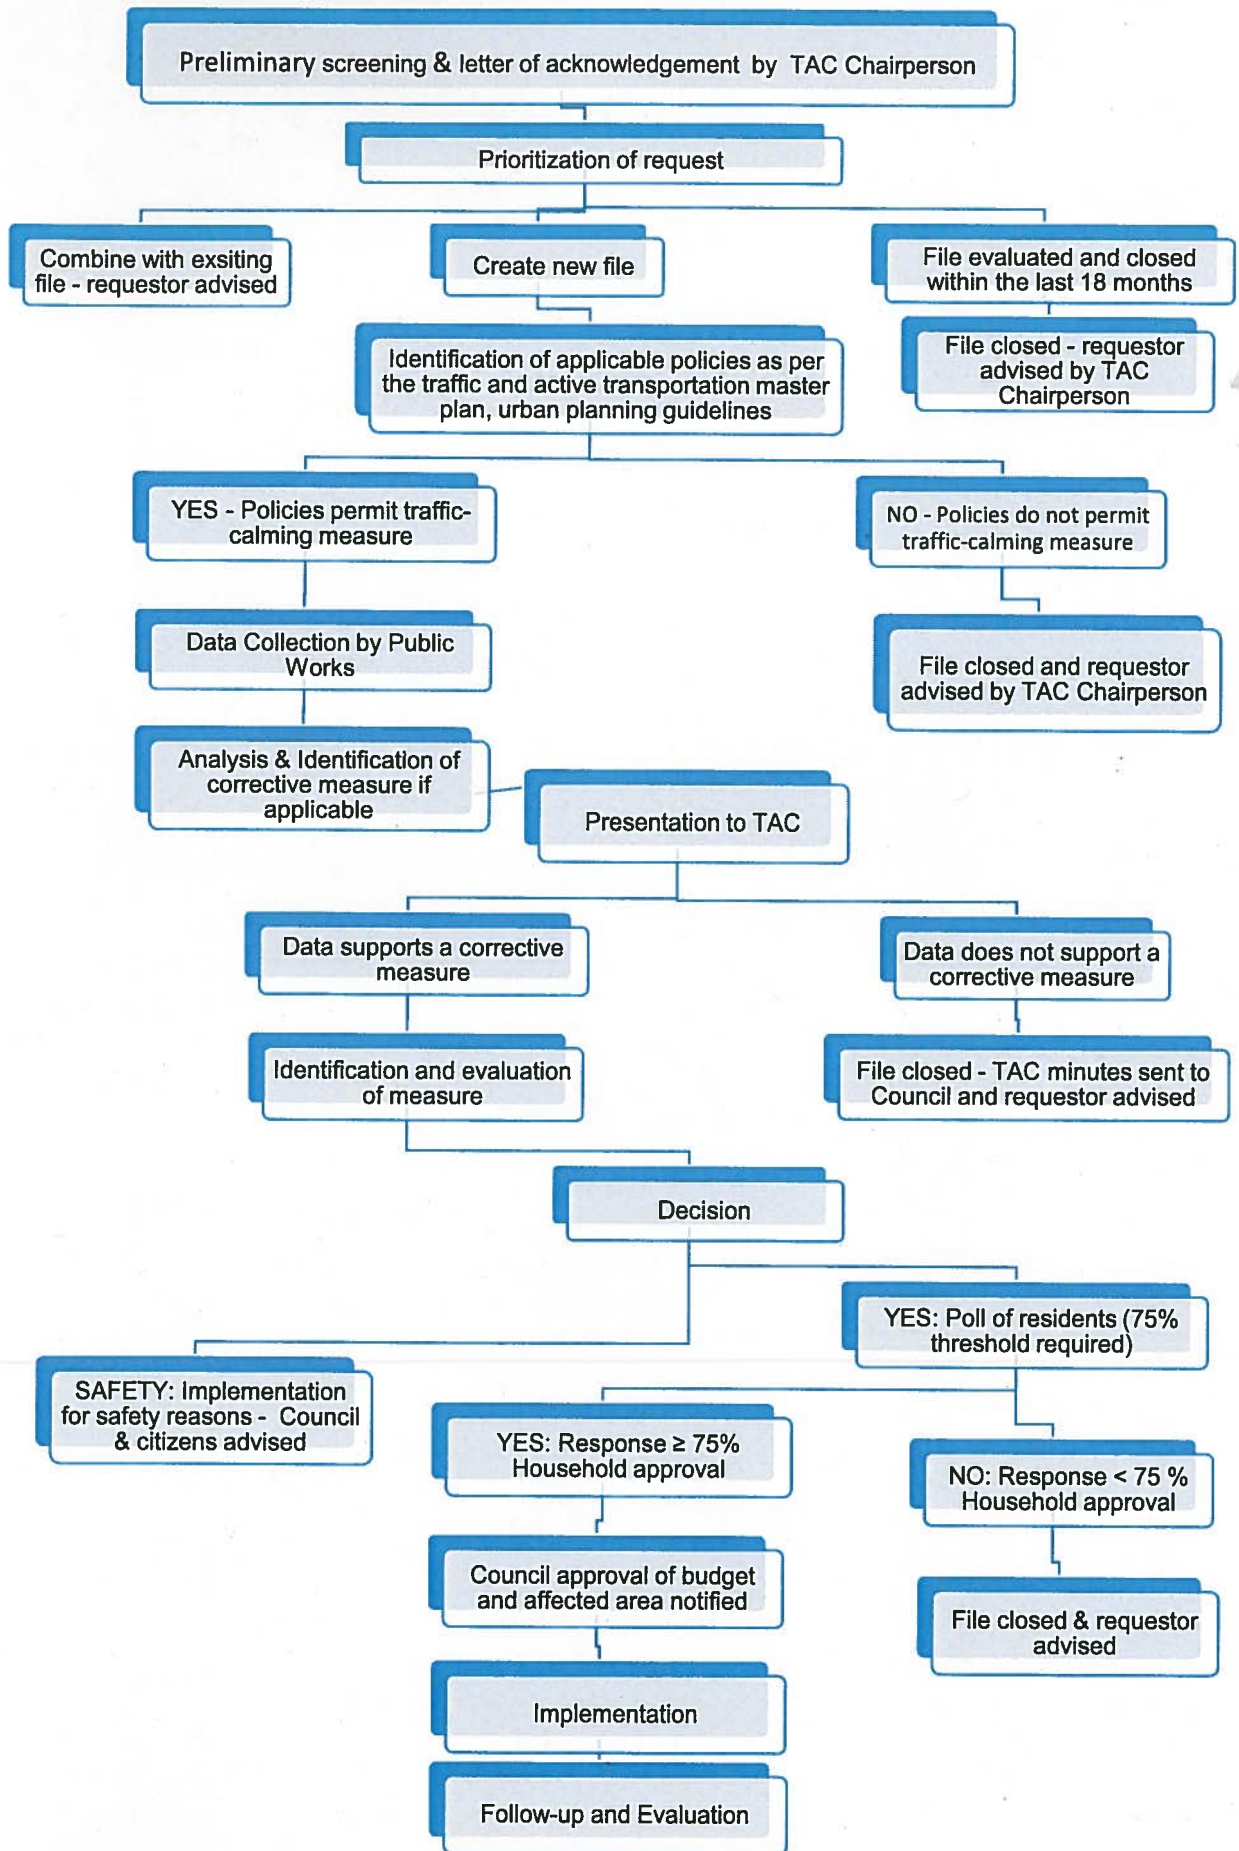 Preliminary screening & letter of acknowledgement by TAC Chairperson
Prioritization of request
Combine with exsiting
file - requestor advised
Create new file
File evaluated and closed
within the last 18 months
File closed - requestor
advised by TAC
Chairperson
Identification of applicable policies as per
the traffic and active transportation master
plan, urban planning guidelines
YES - Policies permit traffic-
calming measure
NO - Policies do not permit
traffic-calming measure
Data Collection by Public
Works
File closed and requestor
advised by TAC Chairperson
Analysis & Identification of
corrective measure if
applicable
Presentation to TAC
Data supports a corrective
measure
Data does not support a
corrective measure
Identification and evaluation
of measure
File closed - TAC minutes sent to
Council and requestor advised
Decision
YES: Poll of residents (75%
threshold required)
SAFETY: Implementation
for safety reasons - Council
& citizens advised
YES: Response ≥ 75%
Household approval
NO: Response < 75 %
Household approval
Council approval of budget
and affected area notified
File closed & requestor
advised
Implementation
Follow-up and Evaluation